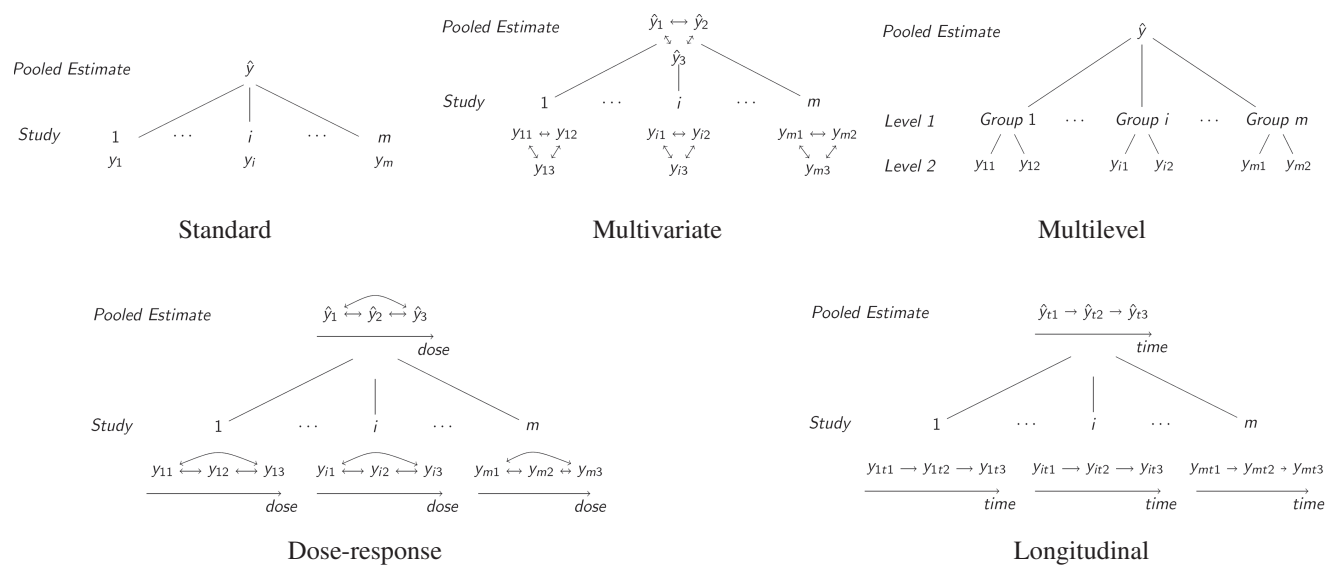 Pooled Estimate ŷ
Study 1 ··· i ··· m
y₁ yᵢ yₘ
Standard
Pooled Estimate ŷ₁ ↔ ŷ₂
ŷ₃
Study 1 ··· i ··· m
y₁₁ ↔ y₁₂ yᵢ₁ ↔ yᵢ₂ yₘ₁ ↔ yₘ₂
y₁₃ yᵢ₃ yₘ₃
Multivariate
Pooled Estimate ŷ
Level 1 Group 1 ··· Group i ··· Group m
Level 2 y₁₁ y₁₂ yᵢ₁ yᵢ₂ yₘ₁ yₘ₂
Multilevel
Pooled Estimate ŷ₁ ↔ ŷ₂ ↔ ŷ₃
dose
Study 1 ··· i ··· m
y₁₁ ↔ y₁₂ ↔ y₁₃ yᵢ₁ ↔ yᵢ₂ ↔ yᵢ₃ yₘ₁ ↔ yₘ₂ ↔ yₘ₃
dose dose dose
Dose-response
Pooled Estimate ŷₜ₁ → ŷₜ₂ → ŷₜ₃
time
Study 1 ··· i ··· m
y₁ₜ₁ → y₁ₜ₂ → y₁ₜ₃ yᵢₜ₁ → yᵢₜ₂ → yᵢₜ₃ yₘₜ₁ → yₘₜ₂ → yₘₜ₃
time time time
Longitudinal